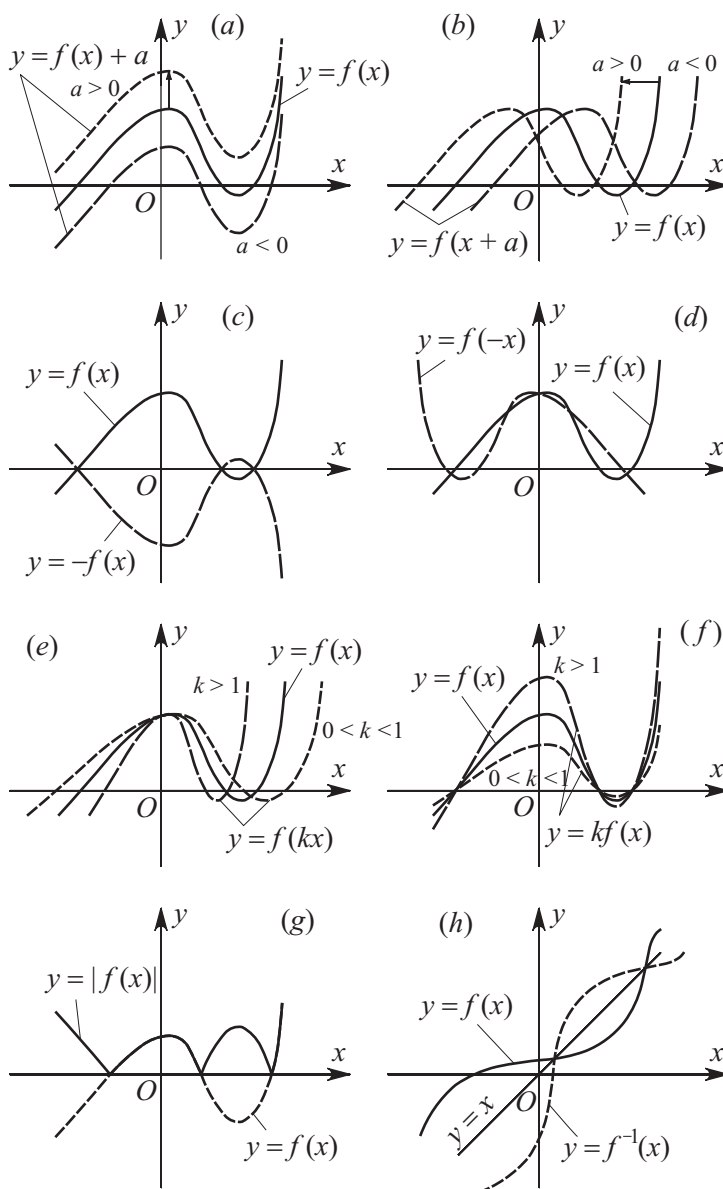 y (a)
y = f(x) + a
a > 0
y = f(x)
x
O
a < 0
y (b)
a > 0 a < 0
x
O
y = f(x + a)
y = f(x)
y (c)
y = f(x)
x
O
y = −f(x)
y (d)
y = f(−x)
y = f(x)
x
O
y (e)
y = f(x)
k > 1
0 < k < 1
x
O
y = f(kx)
y (f)
k > 1
y = f(x)
x
0 < k < 1
O
y = kf(x)
y (g)
y = |f(x)|
x
O
y = f(x)
y (h)
y = f(x)
x
O
y = x
y = f⁻¹(x)